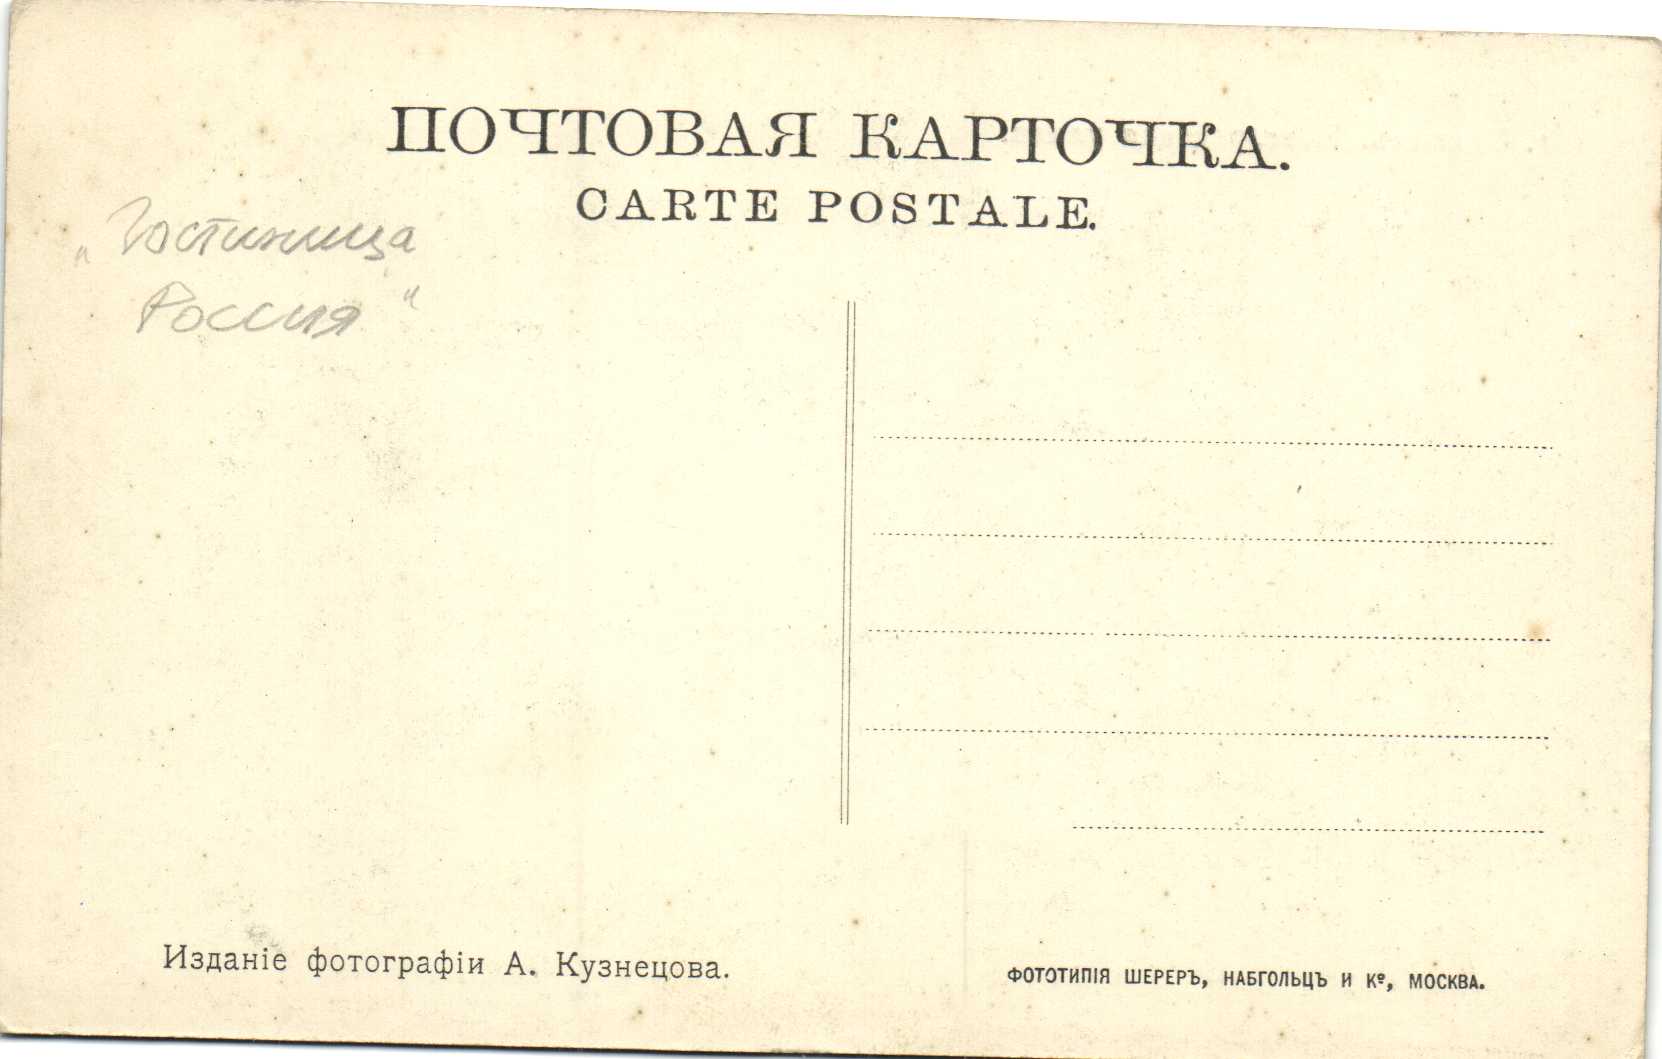 ПОЧТОВАЯ КАРТОЧКА.
CARTE POSTALE.
„Гостиница
Россия“
Изданіе фотографіи А. Кузнецова.
ФОТОТИПІЯ ШЕРЕРЪ, НАБГОЛЬЦЪ И Кº, МОСКВА.